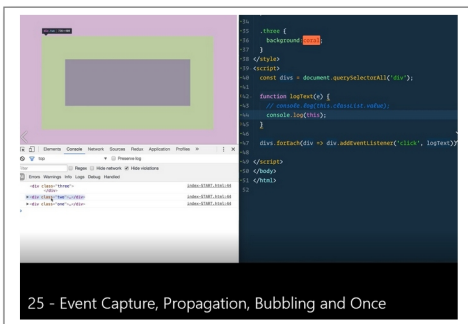 .three {
background: coral;
}
</style>
<script>
const divs = document.querySelectorAll('div');
function logText(e) {
// console.log(this.classList.value);
console.log(this);
}
divs.forEach(div => div.addEventListener('click', logText))
</script>
</body>
</html>
Elements Console Network Sources Redux Application Profiles
top Preserve log
Regex Hide network Hide violations
Errors Warnings Info Logs Debug Handled
<div class="three"> index-START.html:44
</div>
<div class="two">…</div> index-START.html:44
<div class="one">…</div> index-START.html:44
25 - Event Capture, Propagation, Bubbling and Once